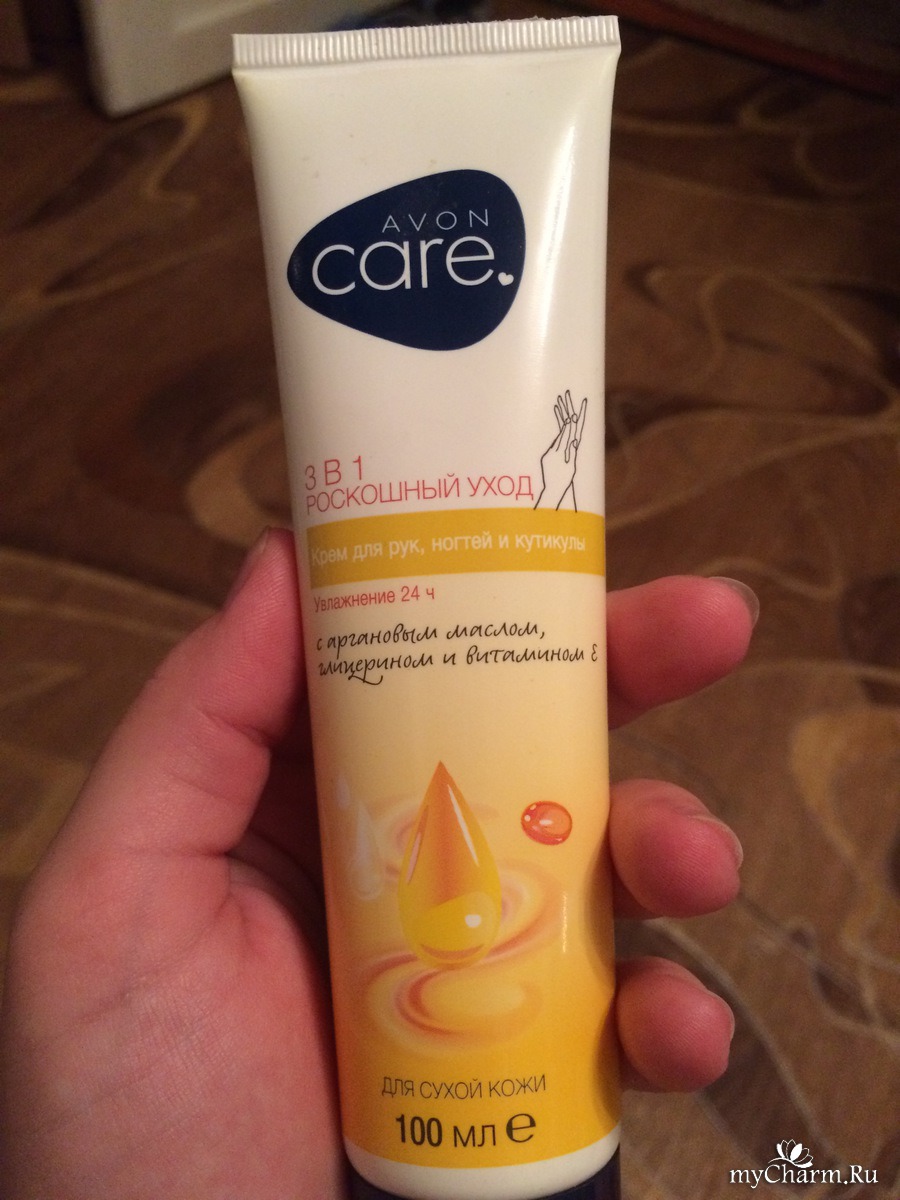 AVON
care.
3 В 1
РОСКОШНЫЙ УХОД
Крем для рук, ногтей и кутикулы
Увлажнение 24 ч
с аргановым маслом,
глицерином и витамином Е
ДЛЯ СУХОЙ КОЖИ
100 мл ℮
myCharm.Ru